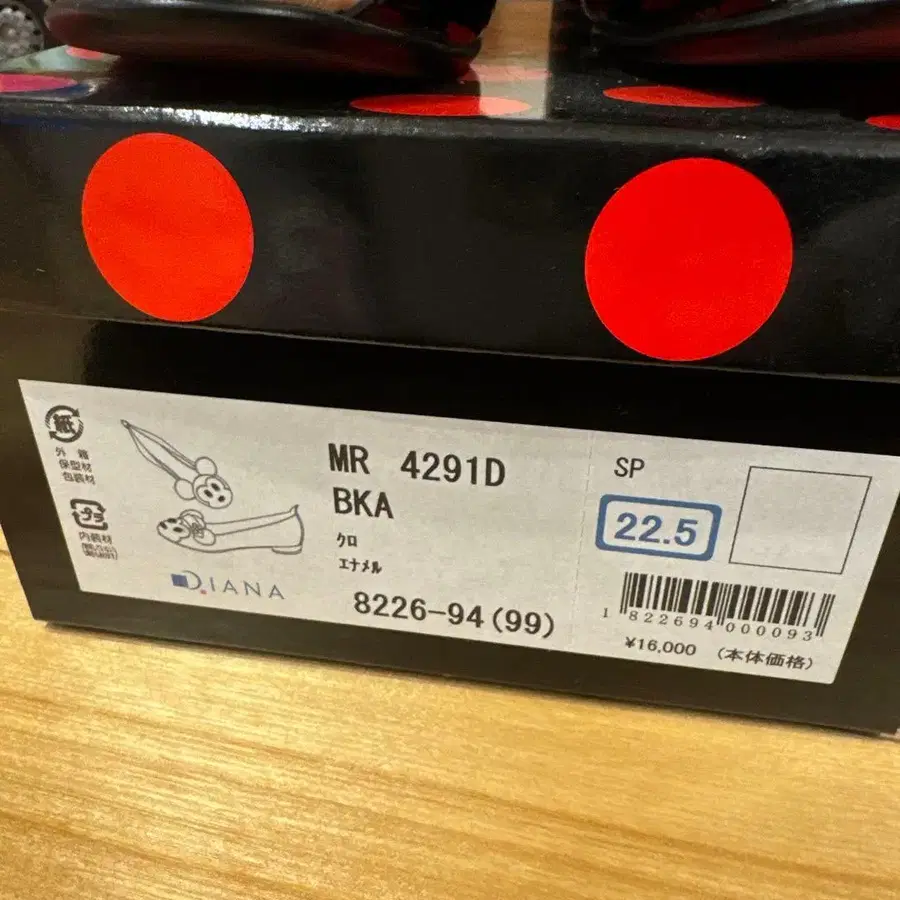 紙
外箱
保型材
包装材
プラ
内装材
DIANA
MR 4291D
BKA
クロ
エナメル
8226-94(99)
SP
22.5
1 822694 000093
¥16,000 (本体価格)